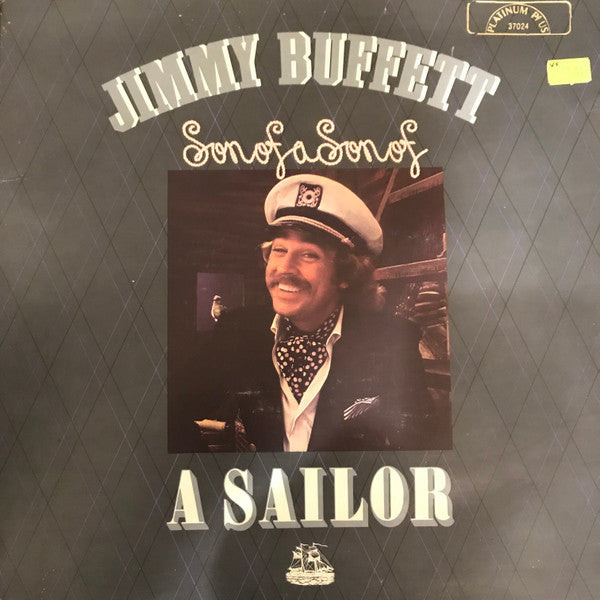 PLATINUM PLUS
37024
JIMMY BUFFETT
Son of a Son of
A SAILOR